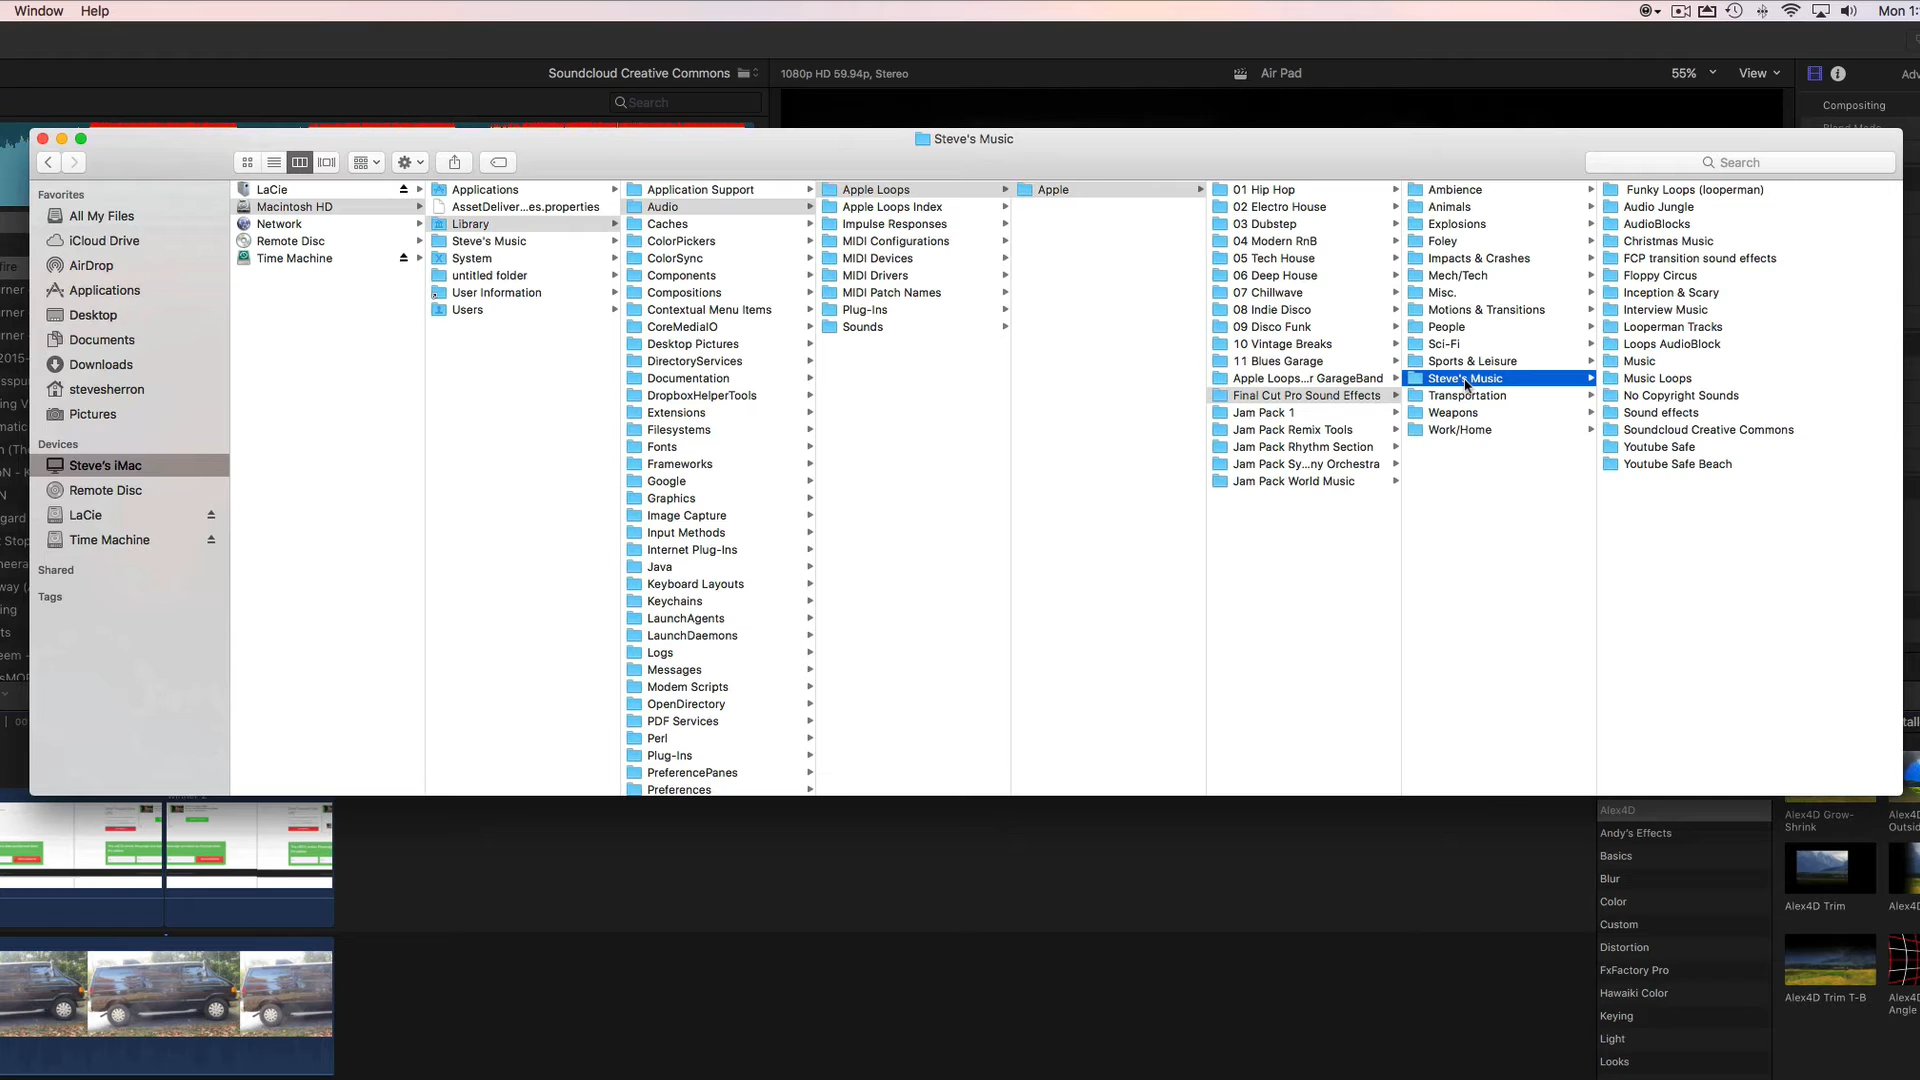 Window Help
Mon 1:
Soundcloud Creative Commons
1080p HD 59.94p, Stereo
Air Pad
55%
View
Search
Compositing
Steve's Music
Search
Favorites
All My Files
iCloud Drive
AirDrop
Applications
Desktop
Documents
Downloads
stevesherron
Pictures
Devices
Steve's iMac
Remote Disc
LaCie
Time Machine
Shared
Tags
LaCie
Macintosh HD
Network
Remote Disc
Time Machine
Applications
AssetDeliver...es.properties
Library
Steve's Music
System
untitled folder
User Information
Users
Application Support
Audio
Caches
ColorPickers
ColorSync
Components
Compositions
Contextual Menu Items
CoreMediaIO
Desktop Pictures
DirectoryServices
Documentation
DropboxHelperTools
Extensions
Filesystems
Fonts
Frameworks
Google
Graphics
Image Capture
Input Methods
Internet Plug-Ins
Java
Keyboard Layouts
Keychains
LaunchAgents
LaunchDaemons
Logs
Messages
Modem Scripts
OpenDirectory
PDF Services
Perl
Plug-Ins
PreferencePanes
Preferences
Apple Loops
Apple Loops Index
Impulse Responses
MIDI Configurations
MIDI Devices
MIDI Drivers
MIDI Patch Names
Plug-Ins
Sounds
Apple
01 Hip Hop
02 Electro House
03 Dubstep
04 Modern RnB
05 Tech House
06 Deep House
07 Chillwave
08 Indie Disco
09 Disco Funk
10 Vintage Breaks
11 Blues Garage
Apple Loops...r GarageBand
Final Cut Pro Sound Effects
Jam Pack 1
Jam Pack Remix Tools
Jam Pack Rhythm Section
Jam Pack Sy...ny Orchestra
Jam Pack World Music
Ambience
Animals
Explosions
Foley
Impacts & Crashes
Mech/Tech
Misc.
Motions & Transitions
People
Sci-Fi
Sports & Leisure
Steve's Music
Transportation
Weapons
Work/Home
Funky Loops (looperman)
Audio Jungle
AudioBlocks
Christmas Music
FCP transition sound effects
Floppy Circus
Inception & Scary
Interview Music
Looperman Tracks
Loops AudioBlock
Music
Music Loops
No Copyright Sounds
Sound effects
Soundcloud Creative Commons
Youtube Safe
Youtube Safe Beach
Alex4D
Andy's Effects
Basics
Blur
Color
Custom
Distortion
FxFactory Pro
Hawaiki Color
Keying
Light
Looks
Alex4D Grow-
Shrink
Alex4D Trim
Alex4D Trim T-B